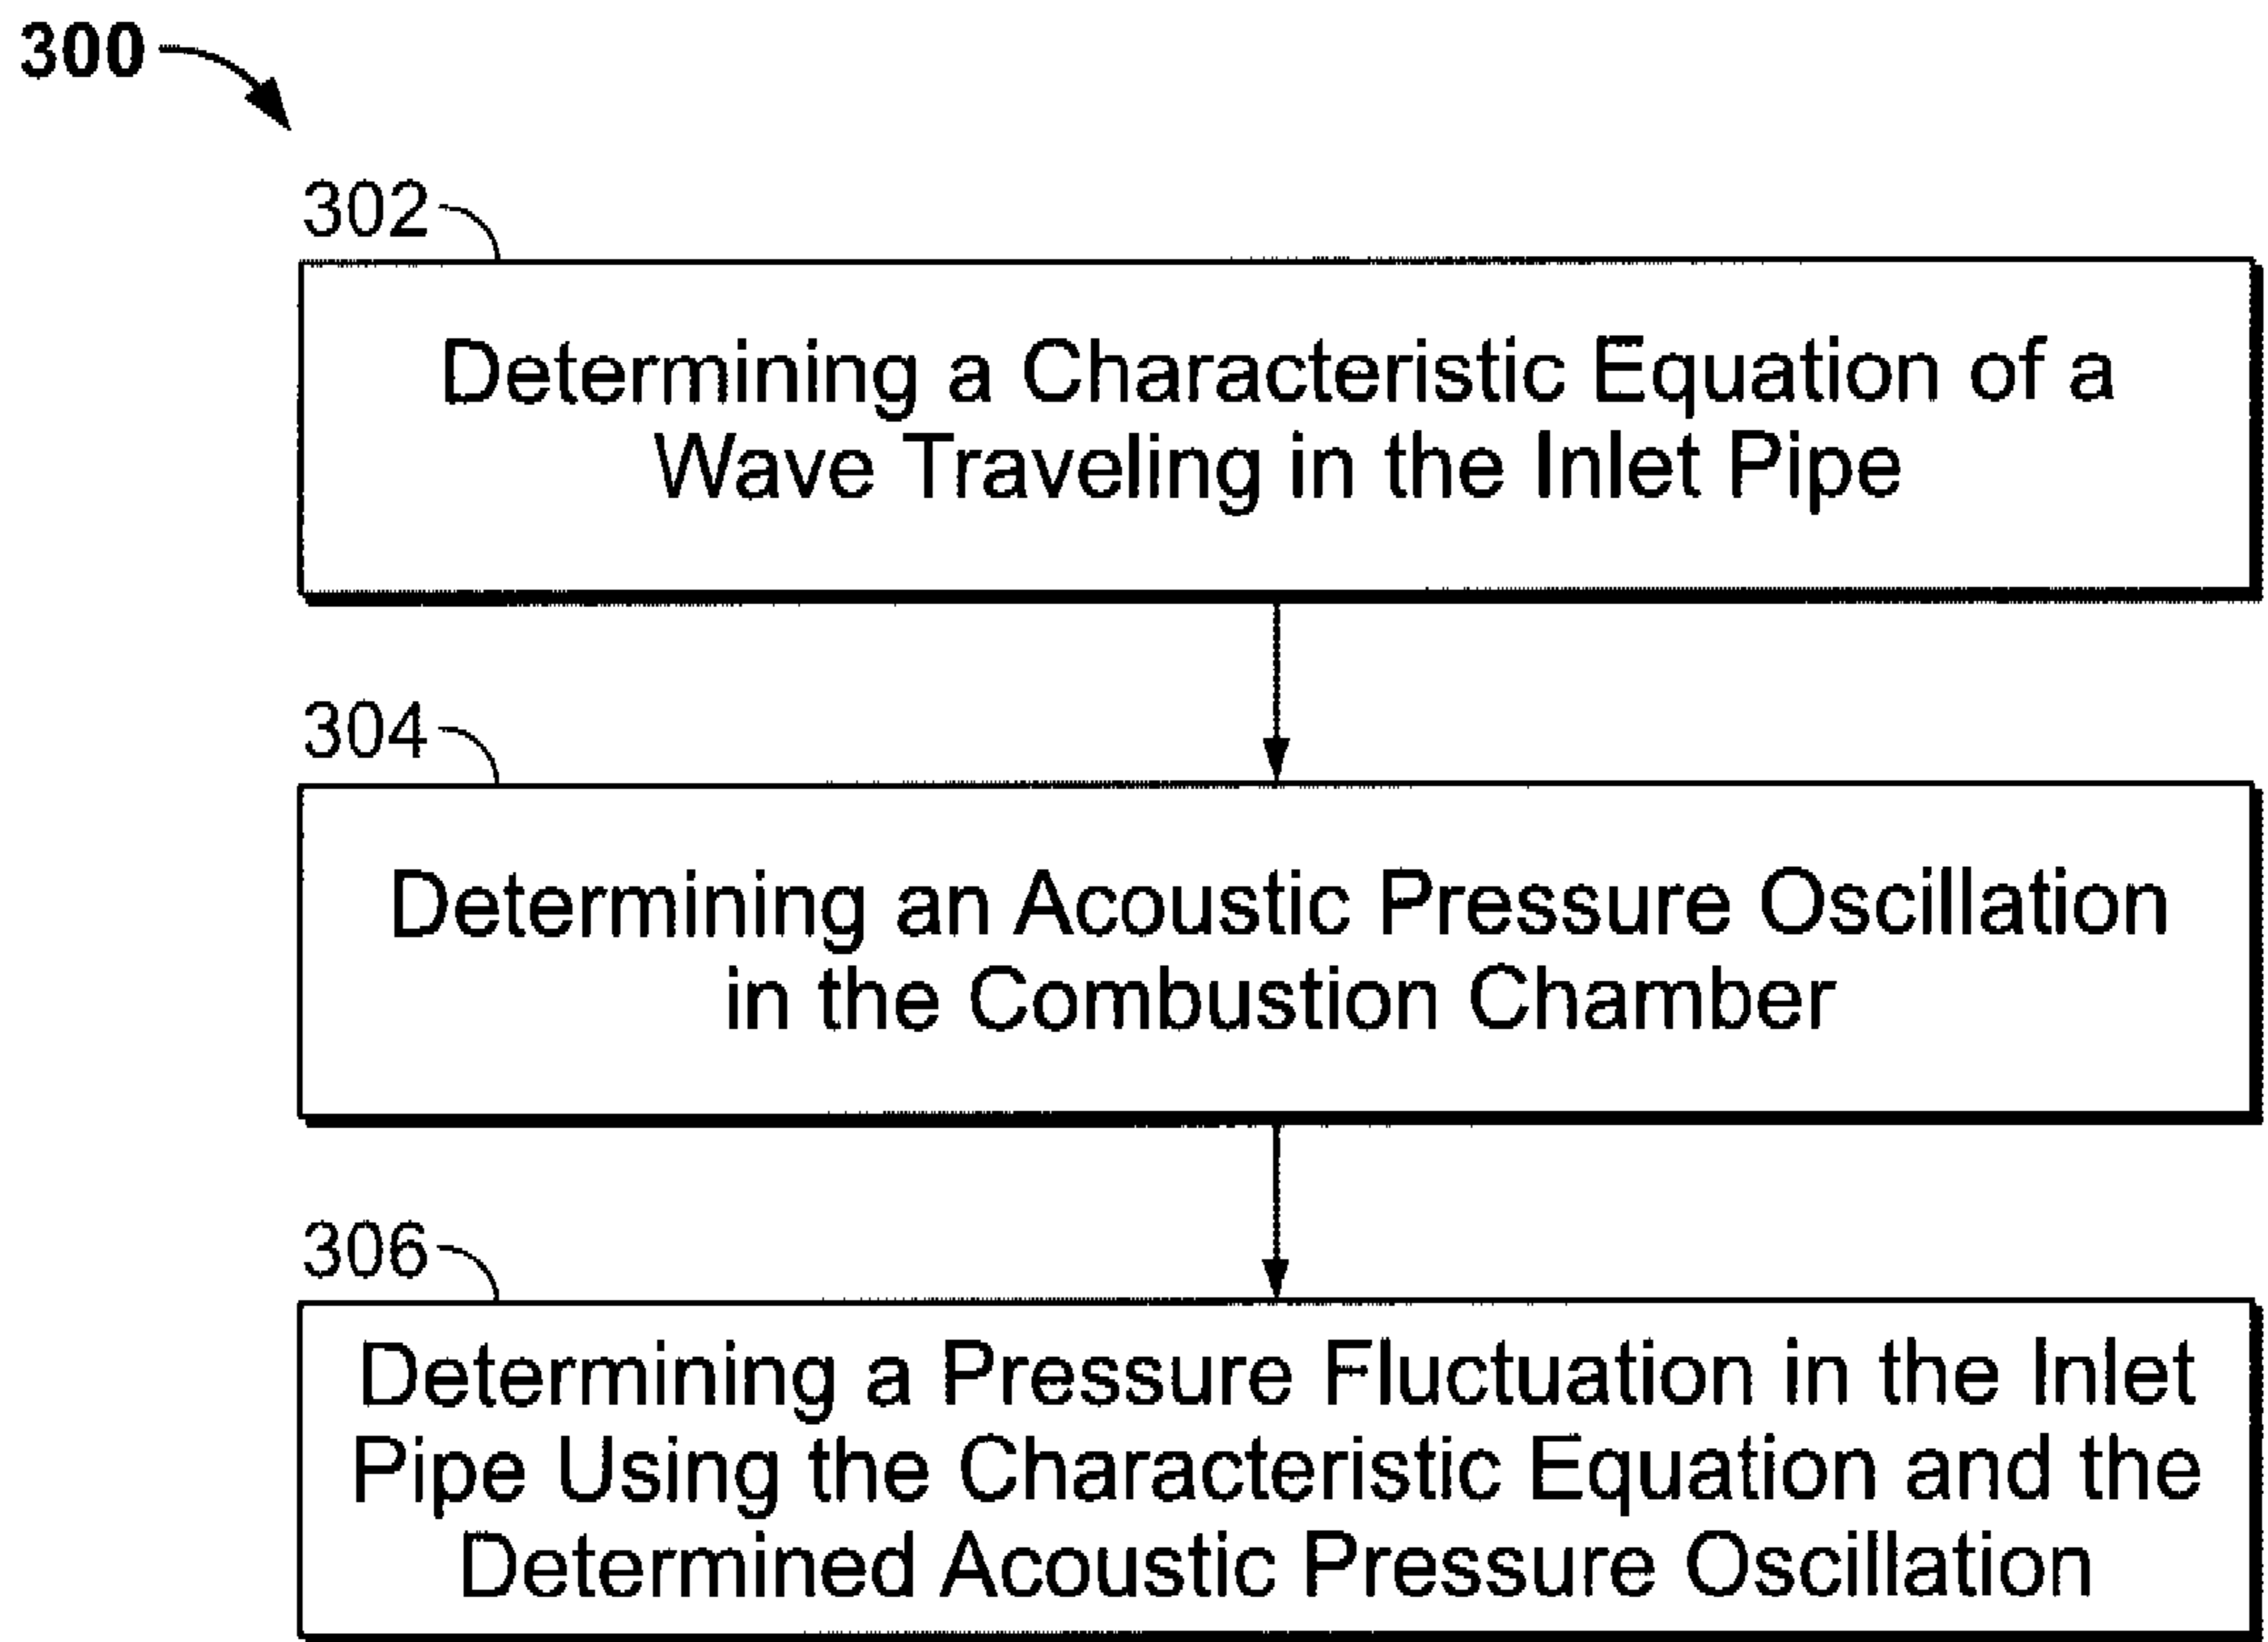 300
302
Determining a Characteristic Equation of a
Wave Traveling in the Inlet Pipe
304
Determining an Acoustic Pressure Oscillation
in the Combustion Chamber
306
Determining a Pressure Fluctuation in the Inlet
Pipe Using the Characteristic Equation and the
Determined Acoustic Pressure Oscillation